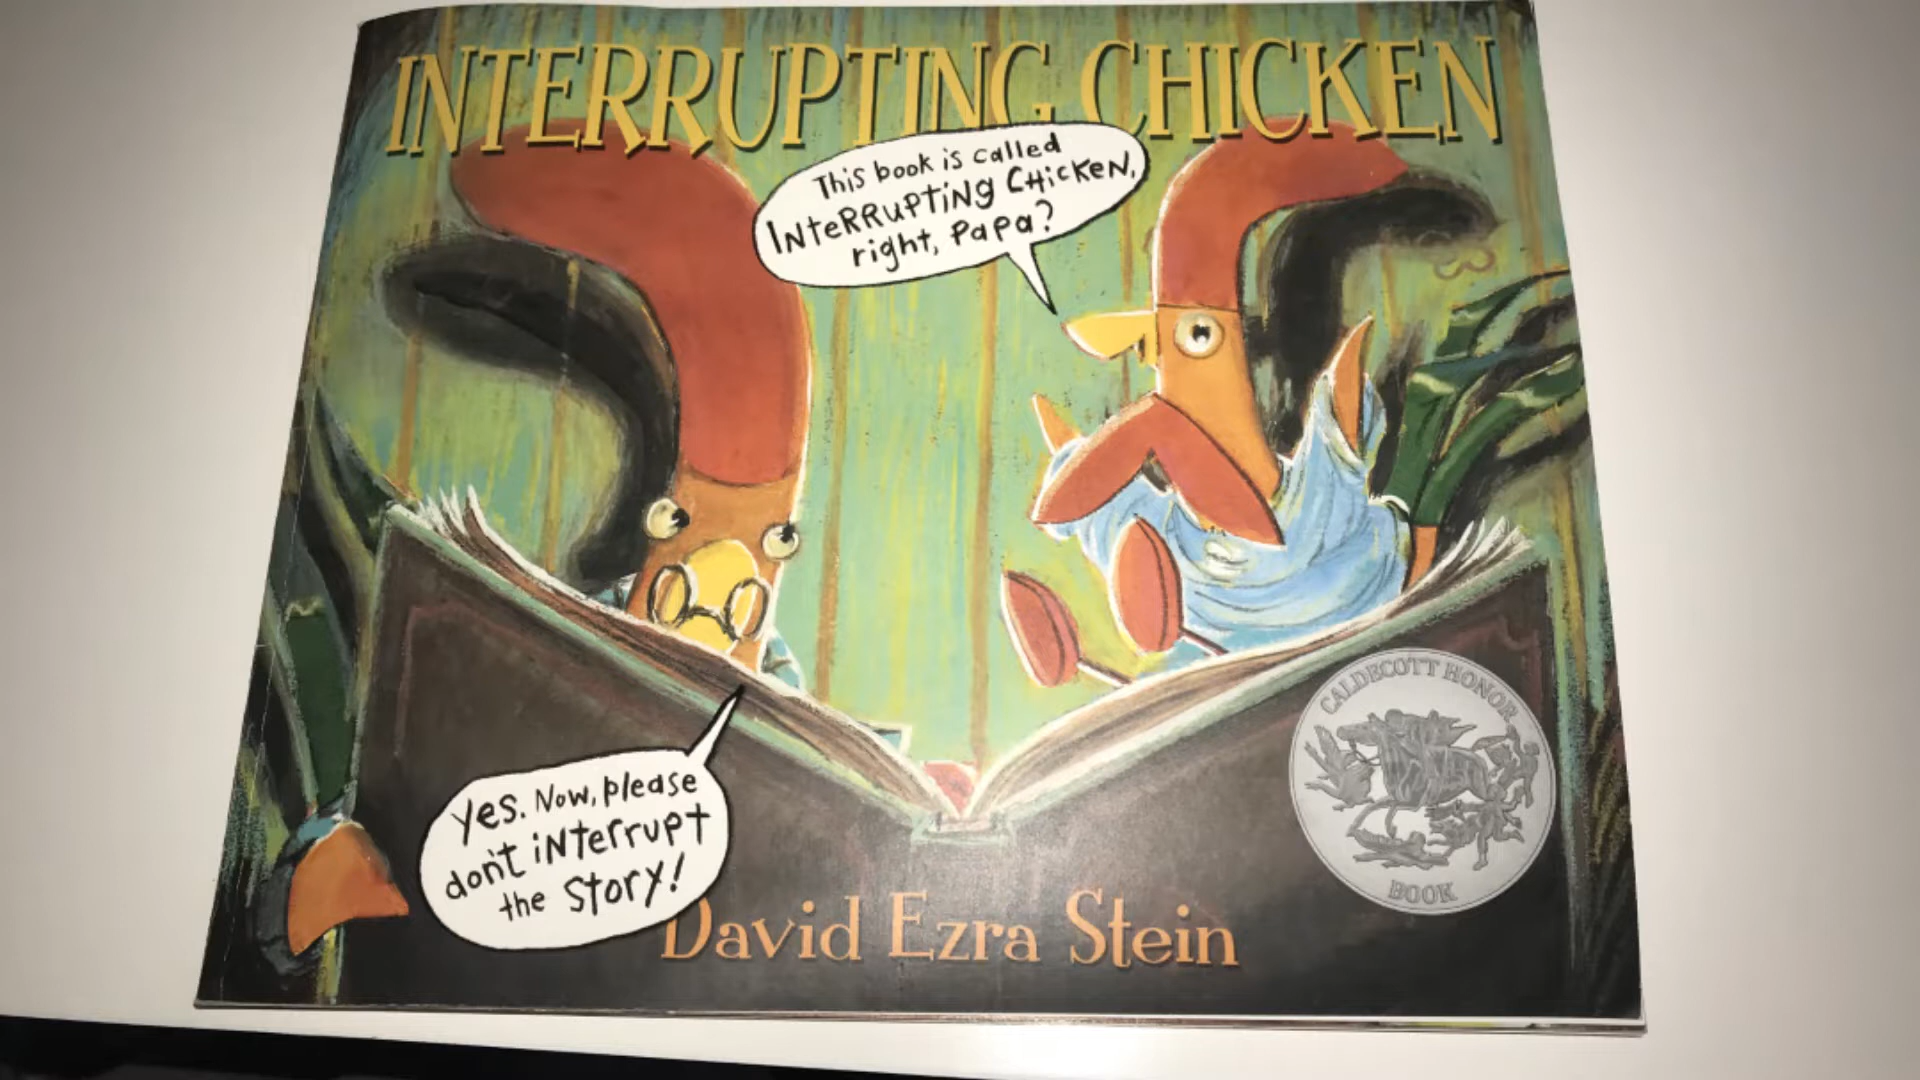 INTERRUPTING CHICKEN
This book is called
INTERRUPTING CHICKEN,
right, Papa?
Yes. Now, please
don't interrupt
the story!
David Ezra Stein
CALDECOTT HONOR
BOOK